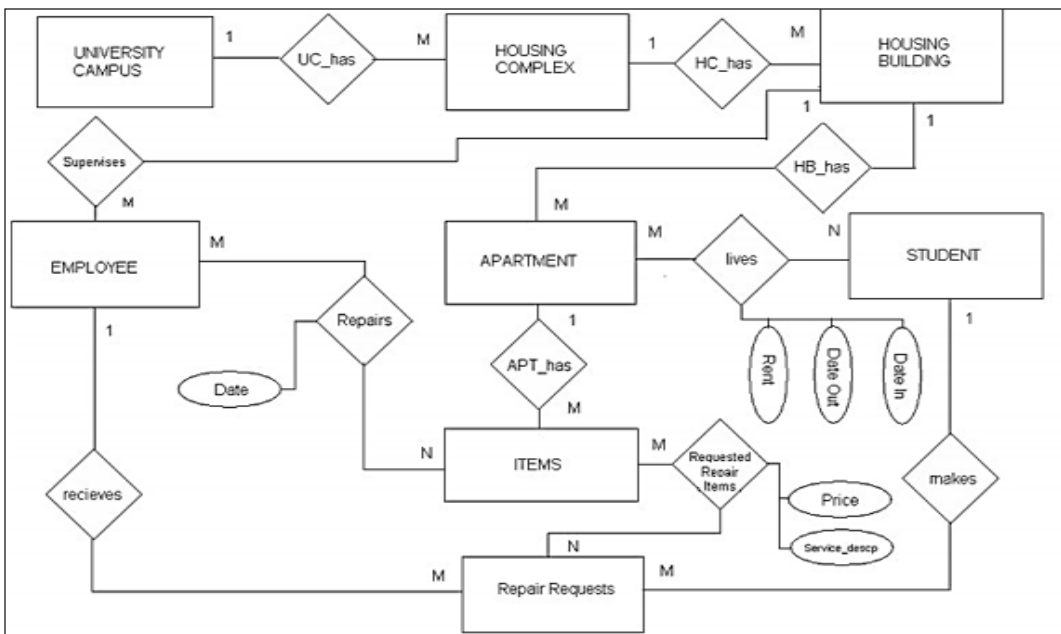 UNIVERSITY
CAMPUS
1
UC_has
M
HOUSING
COMPLEX
1
HC_has
M
HOUSING
BUILDING
1
1
Supervises
M
HB_has
M
EMPLOYEE
M
APARTMENT
M
lives
N
STUDENT
1
Repairs
1
1
Date
APT_has
Rent
Date Out
Date In
M
N
ITEMS
M
Requested
Repair
Items
recieves
makes
Price
Service_descp
N
M
Repair Requests
M